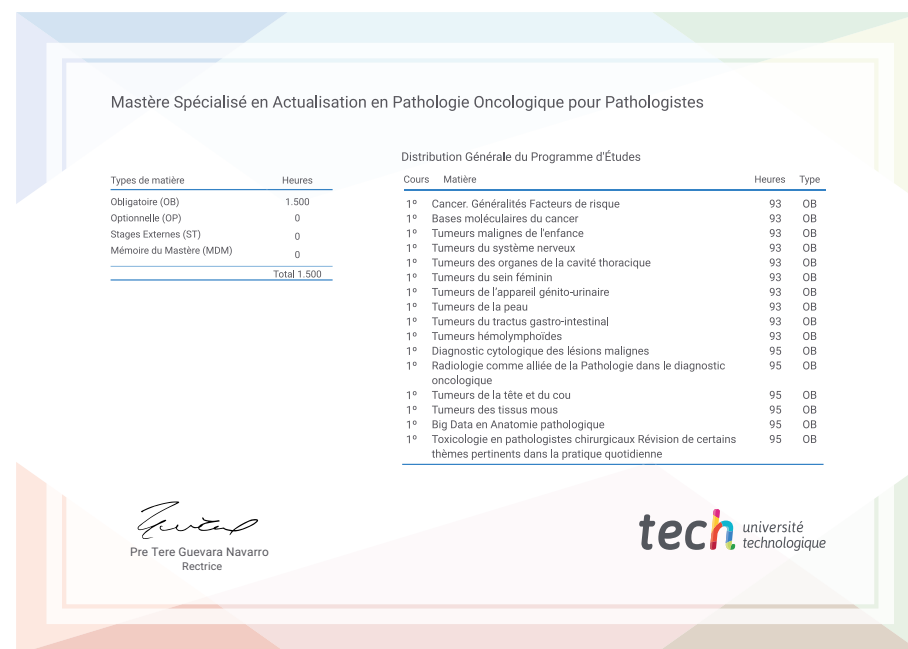 Mastère Spécialisé en Actualisation en Pathologie Oncologique pour Pathologistes
Types de matière Heures
Obligatoire (OB) 1.500
Optionnelle (OP) 0
Stages Externes (ST) 0
Mémoire du Mastère (MDM) 0
Total 1.500
Distribution Générale du Programme d'Études
Cours Matière Heures Type
1º Cancer. Généralités Facteurs de risque 93 OB
1º Bases moléculaires du cancer 93 OB
1º Tumeurs malignes de l'enfance 93 OB
1º Tumeurs du système nerveux 93 OB
1º Tumeurs des organes de la cavité thoracique 93 OB
1º Tumeurs du sein féminin 93 OB
1º Tumeurs de l'appareil génito-urinaire 93 OB
1º Tumeurs de la peau 93 OB
1º Tumeurs du tractus gastro-intestinal 93 OB
1º Tumeurs hémolymphoïdes 93 OB
1º Diagnostic cytologique des lésions malignes 95 OB
1º Radiologie comme alliée de la Pathologie dans le diagnostic 95 OB
oncologique
1º Tumeurs de la tête et du cou 95 OB
1º Tumeurs des tissus mous 95 OB
1º Big Data en Anatomie pathologique 95 OB
1º Toxicologie en pathologistes chirurgicaux Révision de certains 95 OB
thèmes pertinents dans la pratique quotidienne
Pre Tere Guevara Navarro
Rectrice
tech université
technologique